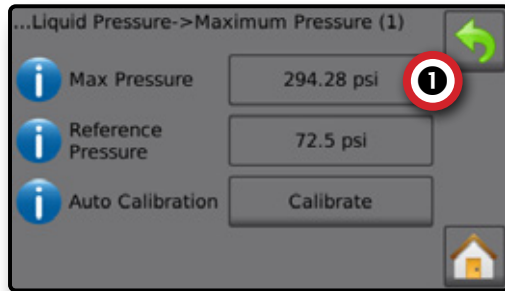 ...Liquid Pressure->Maximum Pressure (1)
Max Pressure 294.28 psi 1
Reference Pressure 72.5 psi
Auto Calibration Calibrate